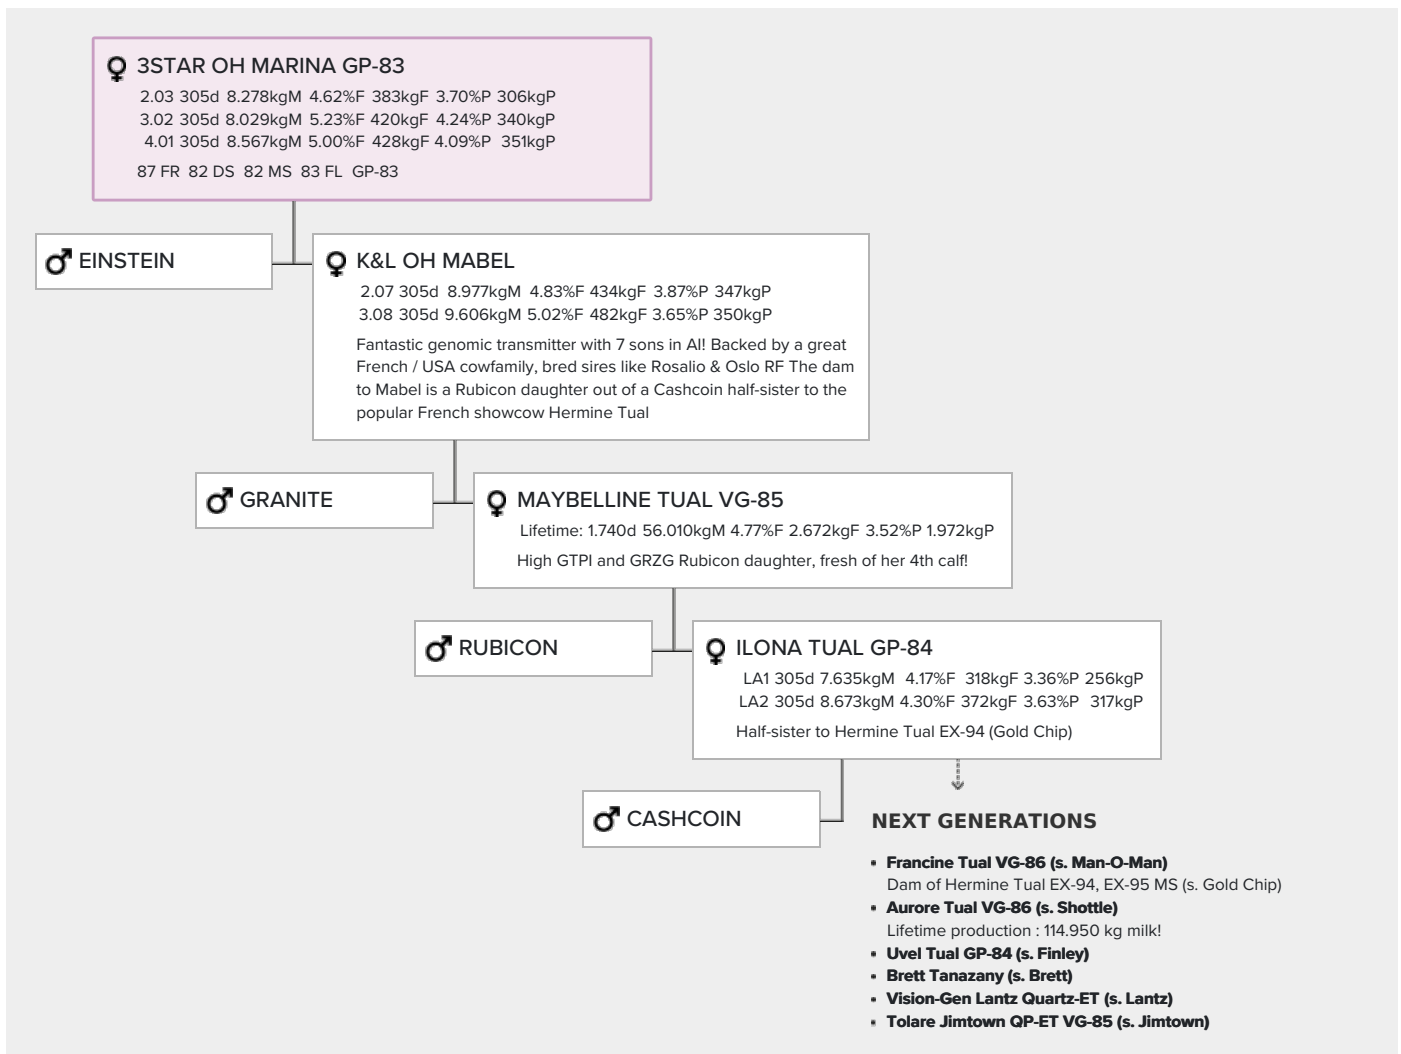 3STAR OH MARINA GP-83
2.03 305d 8.278kgM 4.62%F 383kgF 3.70%P 306kgP
3.02 305d 8.029kgM 5.23%F 420kgF 4.24%P 340kgP
4.01 305d 8.567kgM 5.00%F 428kgF 4.09%P 351kgP
87 FR 82 DS 82 MS 83 FL GP-83
EINSTEIN
K&L OH MABEL
2.07 305d 8.977kgM 4.83%F 434kgF 3.87%P 347kgP
3.08 305d 9.606kgM 5.02%F 482kgF 3.65%P 350kgP
Fantastic genomic transmitter with 7 sons in AI! Backed by a great
French / USA cowfamily, bred sires like Rosalio & Oslo RF The dam
to Mabel is a Rubicon daughter out of a Cashcoin half-sister to the
popular French showcow Hermine Tual
GRANITE
MAYBELLINE TUAL VG-85
Lifetime: 1.740d 56.010kgM 4.77%F 2.672kgF 3.52%P 1.972kgP
High GTPI and GRZG Rubicon daughter, fresh of her 4th calf!
RUBICON
ILONA TUAL GP-84
LA1 305d 7.635kgM 4.17%F 318kgF 3.36%P 256kgP
LA2 305d 8.673kgM 4.30%F 372kgF 3.63%P 317kgP
Half-sister to Hermine Tual EX-94 (Gold Chip)
CASHCOIN
NEXT GENERATIONS
Francine Tual VG-86 (s. Man-O-Man)
Dam of Hermine Tual EX-94, EX-95 MS (s. Gold Chip)
Aurore Tual VG-86 (s. Shottle)
Lifetime production : 114.950 kg milk!
Uvel Tual GP-84 (s. Finley)
Brett Tanazany (s. Brett)
Vision-Gen Lantz Quartz-ET (s. Lantz)
Tolare Jimtown QP-ET VG-85 (s. Jimtown)